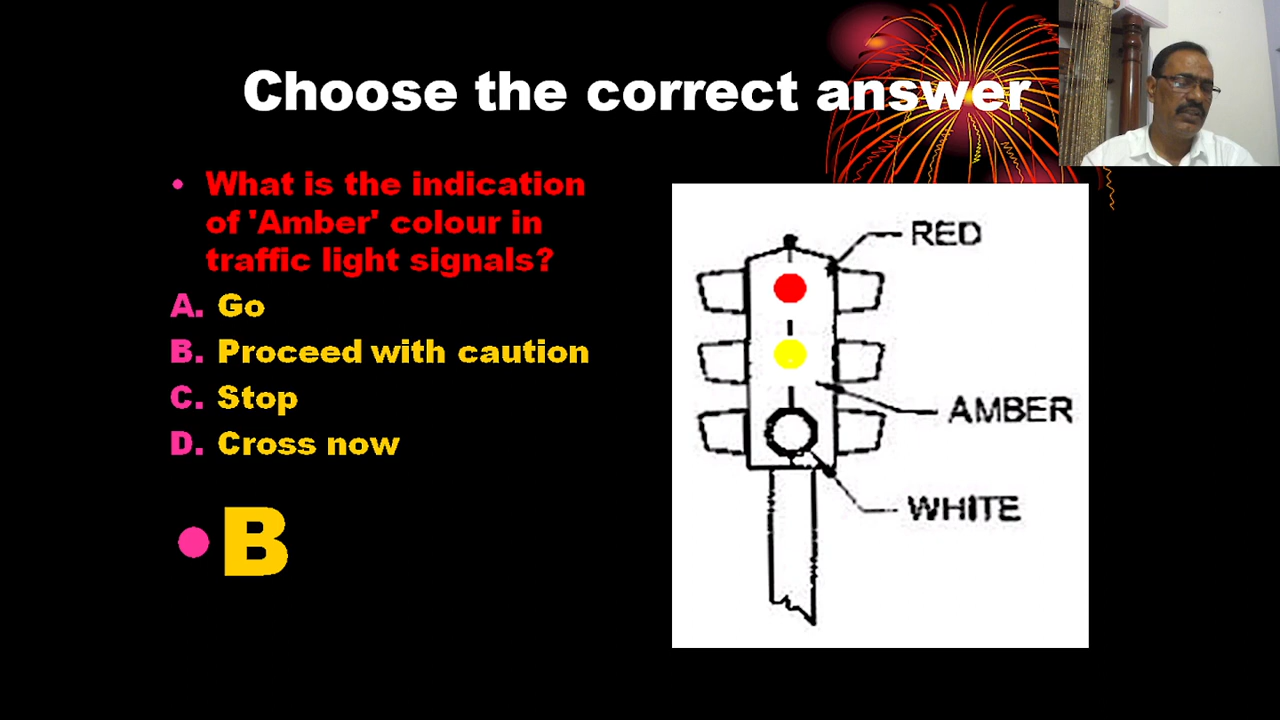 Choose the correct answer
• What is the indication
of 'Amber' colour in
traffic light signals?
A. Go
B. Proceed with caution
C. Stop
D. Cross now
• B
RED
AMBER
WHITE